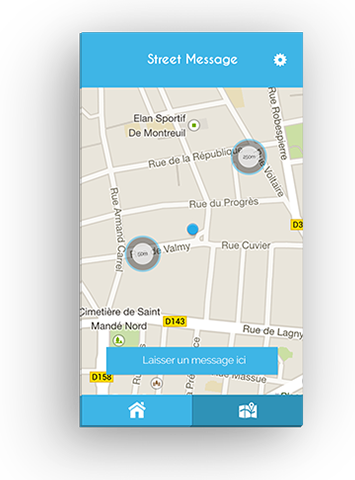 Street Message
Elan Sportif
De Montreuil
Rue Robespierre
Rue de la République
250m
Voltaire
Rue du Progrès
D3
Rue Armand Carrel
50m
de Valmy
Rue Cuvier
Cimetière de Saint
Mandé Nord
D143
Rue de Lagny
Laisser un message ici
D158
Massue